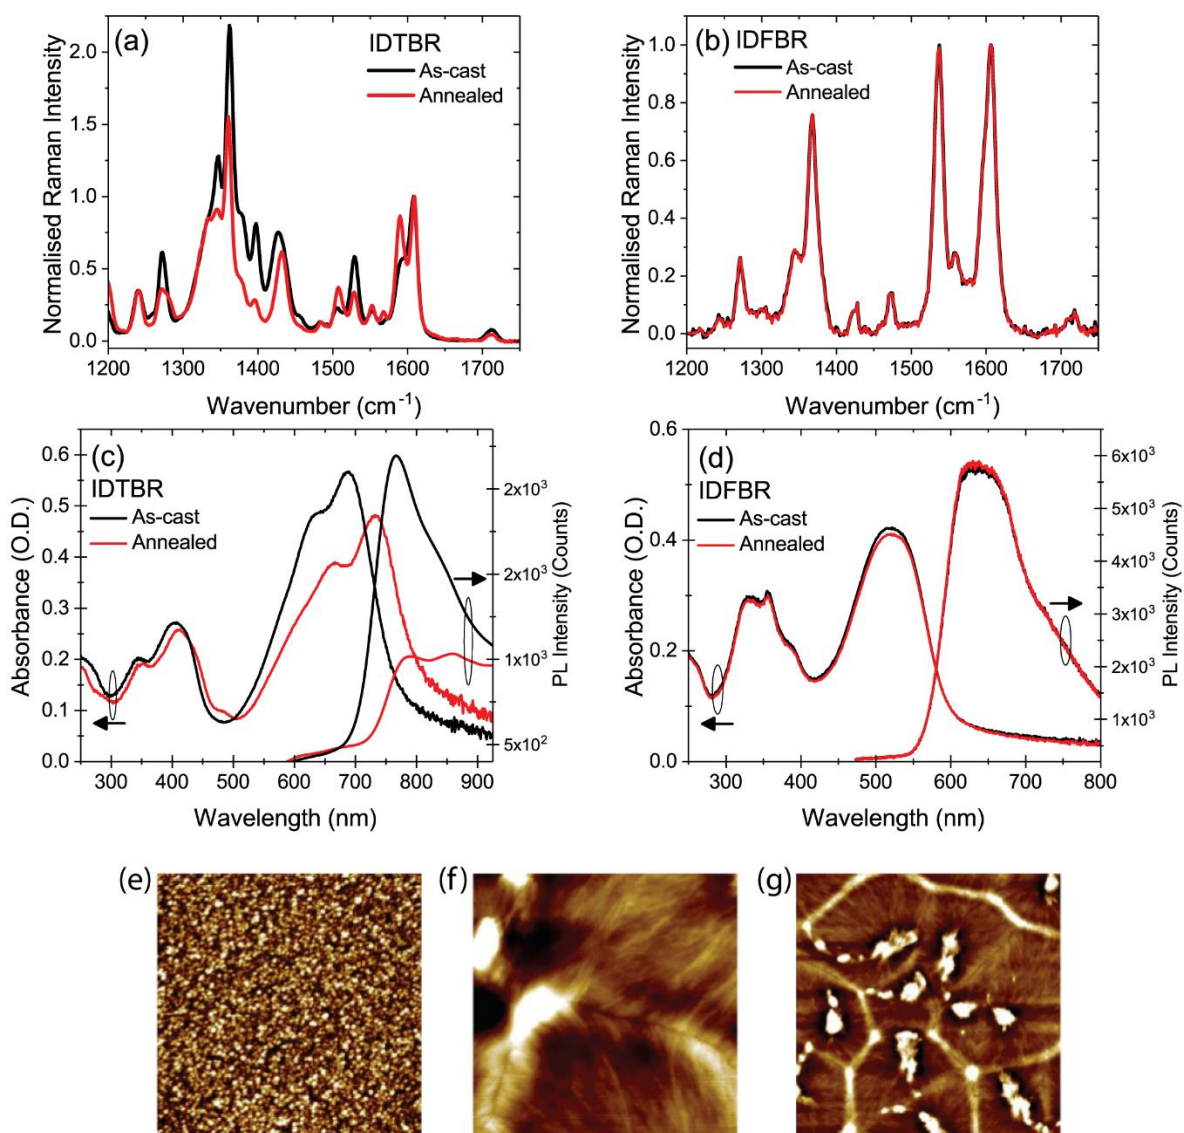 (a)
IDTBR
As-cast
Annealed
Normalised Raman Intensity
2.0
1.5
1.0
0.5
0.0
1200 1300 1400 1500 1600 1700
Wavenumber (cm⁻¹)
(b)
IDFBR
As-cast
Annealed
Normalised Raman Intensity
1.0
0.8
0.6
0.4
0.2
0.0
1200 1300 1400 1500 1600 1700
Wavenumber (cm⁻¹)
(c)
IDTBR
As-cast
Annealed
Absorbance (O.D.)
0.6
0.5
0.4
0.3
0.2
0.1
0.0
300 400 500 600 700 800 900
Wavelength (nm)
PL Intensity (Counts)
2x10³
2x10³
1x10³
5x10²
(d)
IDFBR
As-cast
Annealed
Absorbance (O.D.)
0.6
0.4
0.2
0.0
300 400 500 600 700 800
Wavelength (nm)
PL Intensity (Counts)
6x10³
5x10³
4x10³
3x10³
2x10³
1x10³
(e)
(f)
(g)